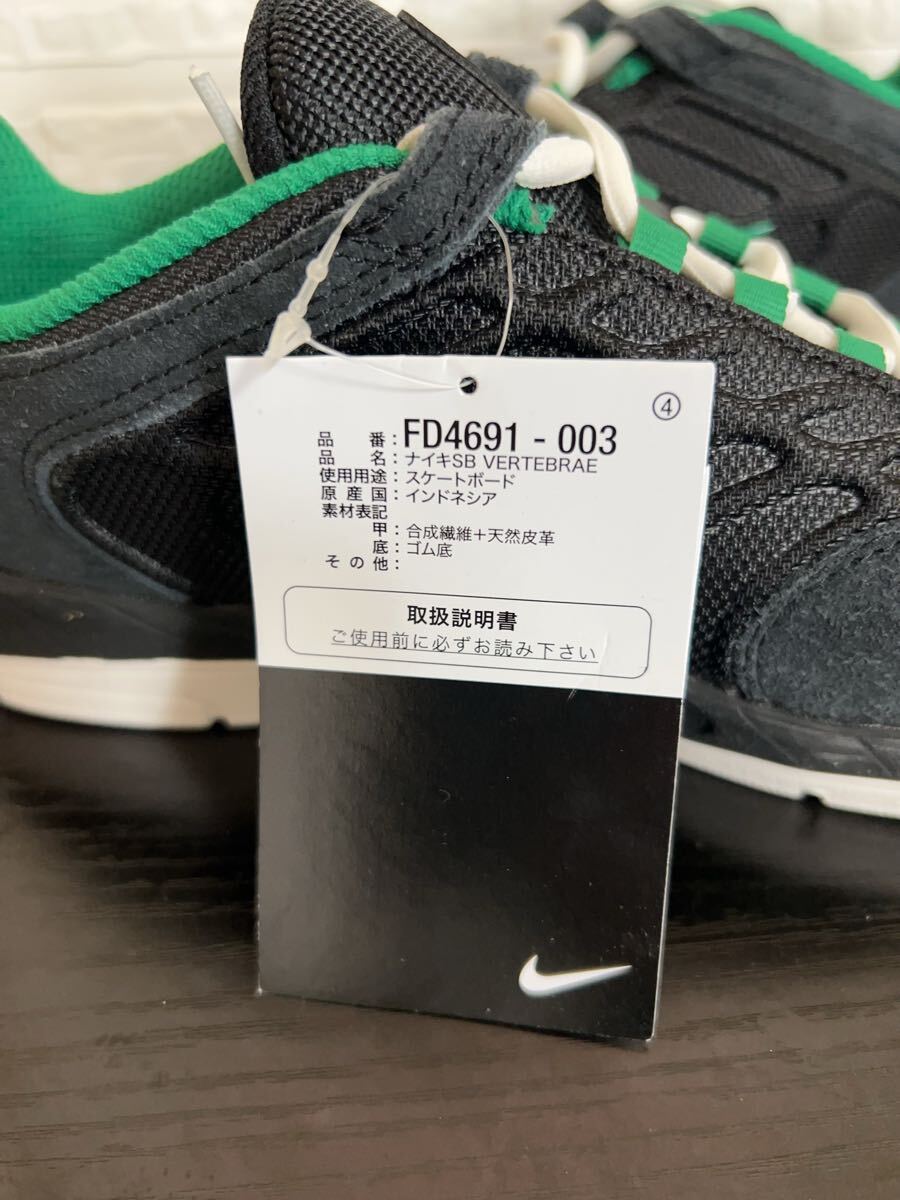 ④
品番：FD4691 - 003
品名：ナイキSB VERTEBRAE
使用用途：スケートボード
原産国：インドネシア
素材表記
甲：合成繊維＋天然皮革
底：ゴム底
その他：
取扱説明書
ご使用前に必ずお読み下さい